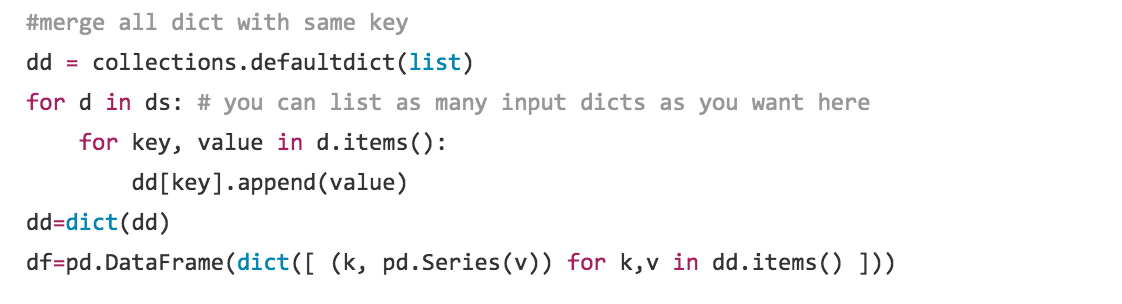 #merge all dict with same key
dd = collections.defaultdict(list)
for d in ds: # you can list as many input dicts as you want here
    for key, value in d.items():
        dd[key].append(value)
dd=dict(dd)
df=pd.DataFrame(dict([ (k, pd.Series(v)) for k,v in dd.items() ]))